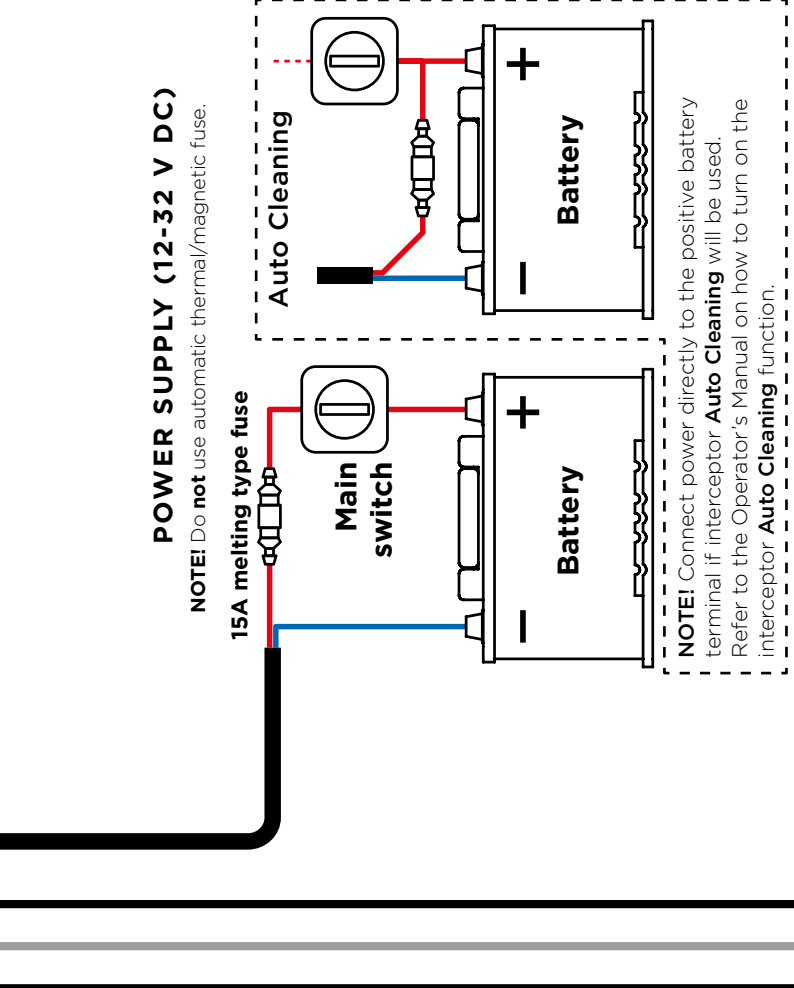 POWER SUPPLY (12-32 V DC)
NOTE! Do not use automatic thermal/magnetic fuse.
15A melting type fuse
Main
switch
Battery
Auto Cleaning
Battery
NOTE! Connect power directly to the positive battery
terminal if interceptor Auto Cleaning will be used.
Refer to the Operator’s Manual on how to turn on the
interceptor Auto Cleaning function.